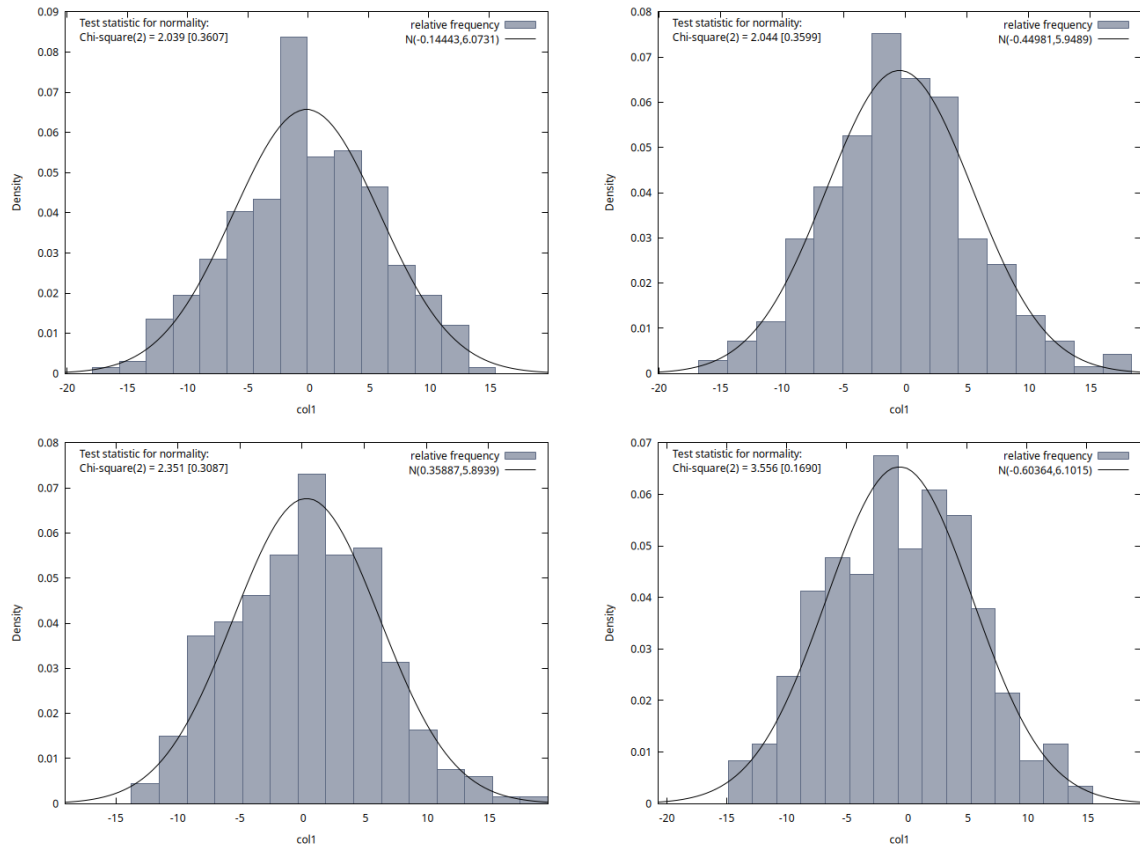 Test statistic for normality:
Chi-square(2) = 2.039 [0.3607]
relative frequency
N(-0.14443,6.0731)
0.09
0.08
0.07
0.06
0.05
0.04
0.03
0.02
0.01
0
Density
-20 -15 -10 -5 0 5 10 15
col1
Test statistic for normality:
Chi-square(2) = 2.044 [0.3599]
relative frequency
N(-0.44981,5.9489)
0.08
0.07
0.06
0.05
0.04
0.03
0.02
0.01
0
Density
-20 -15 -10 -5 0 5 10 15
col1
Test statistic for normality:
Chi-square(2) = 2.351 [0.3087]
relative frequency
N(0.35887,5.8939)
0.08
0.07
0.06
0.05
0.04
0.03
0.02
0.01
0
Density
-15 -10 -5 0 5 10 15
col1
Test statistic for normality:
Chi-square(2) = 3.556 [0.1690]
relative frequency
N(-0.60364,6.1015)
0.07
0.06
0.05
0.04
0.03
0.02
0.01
0
Density
-20 -15 -10 -5 0 5 10 15
col1